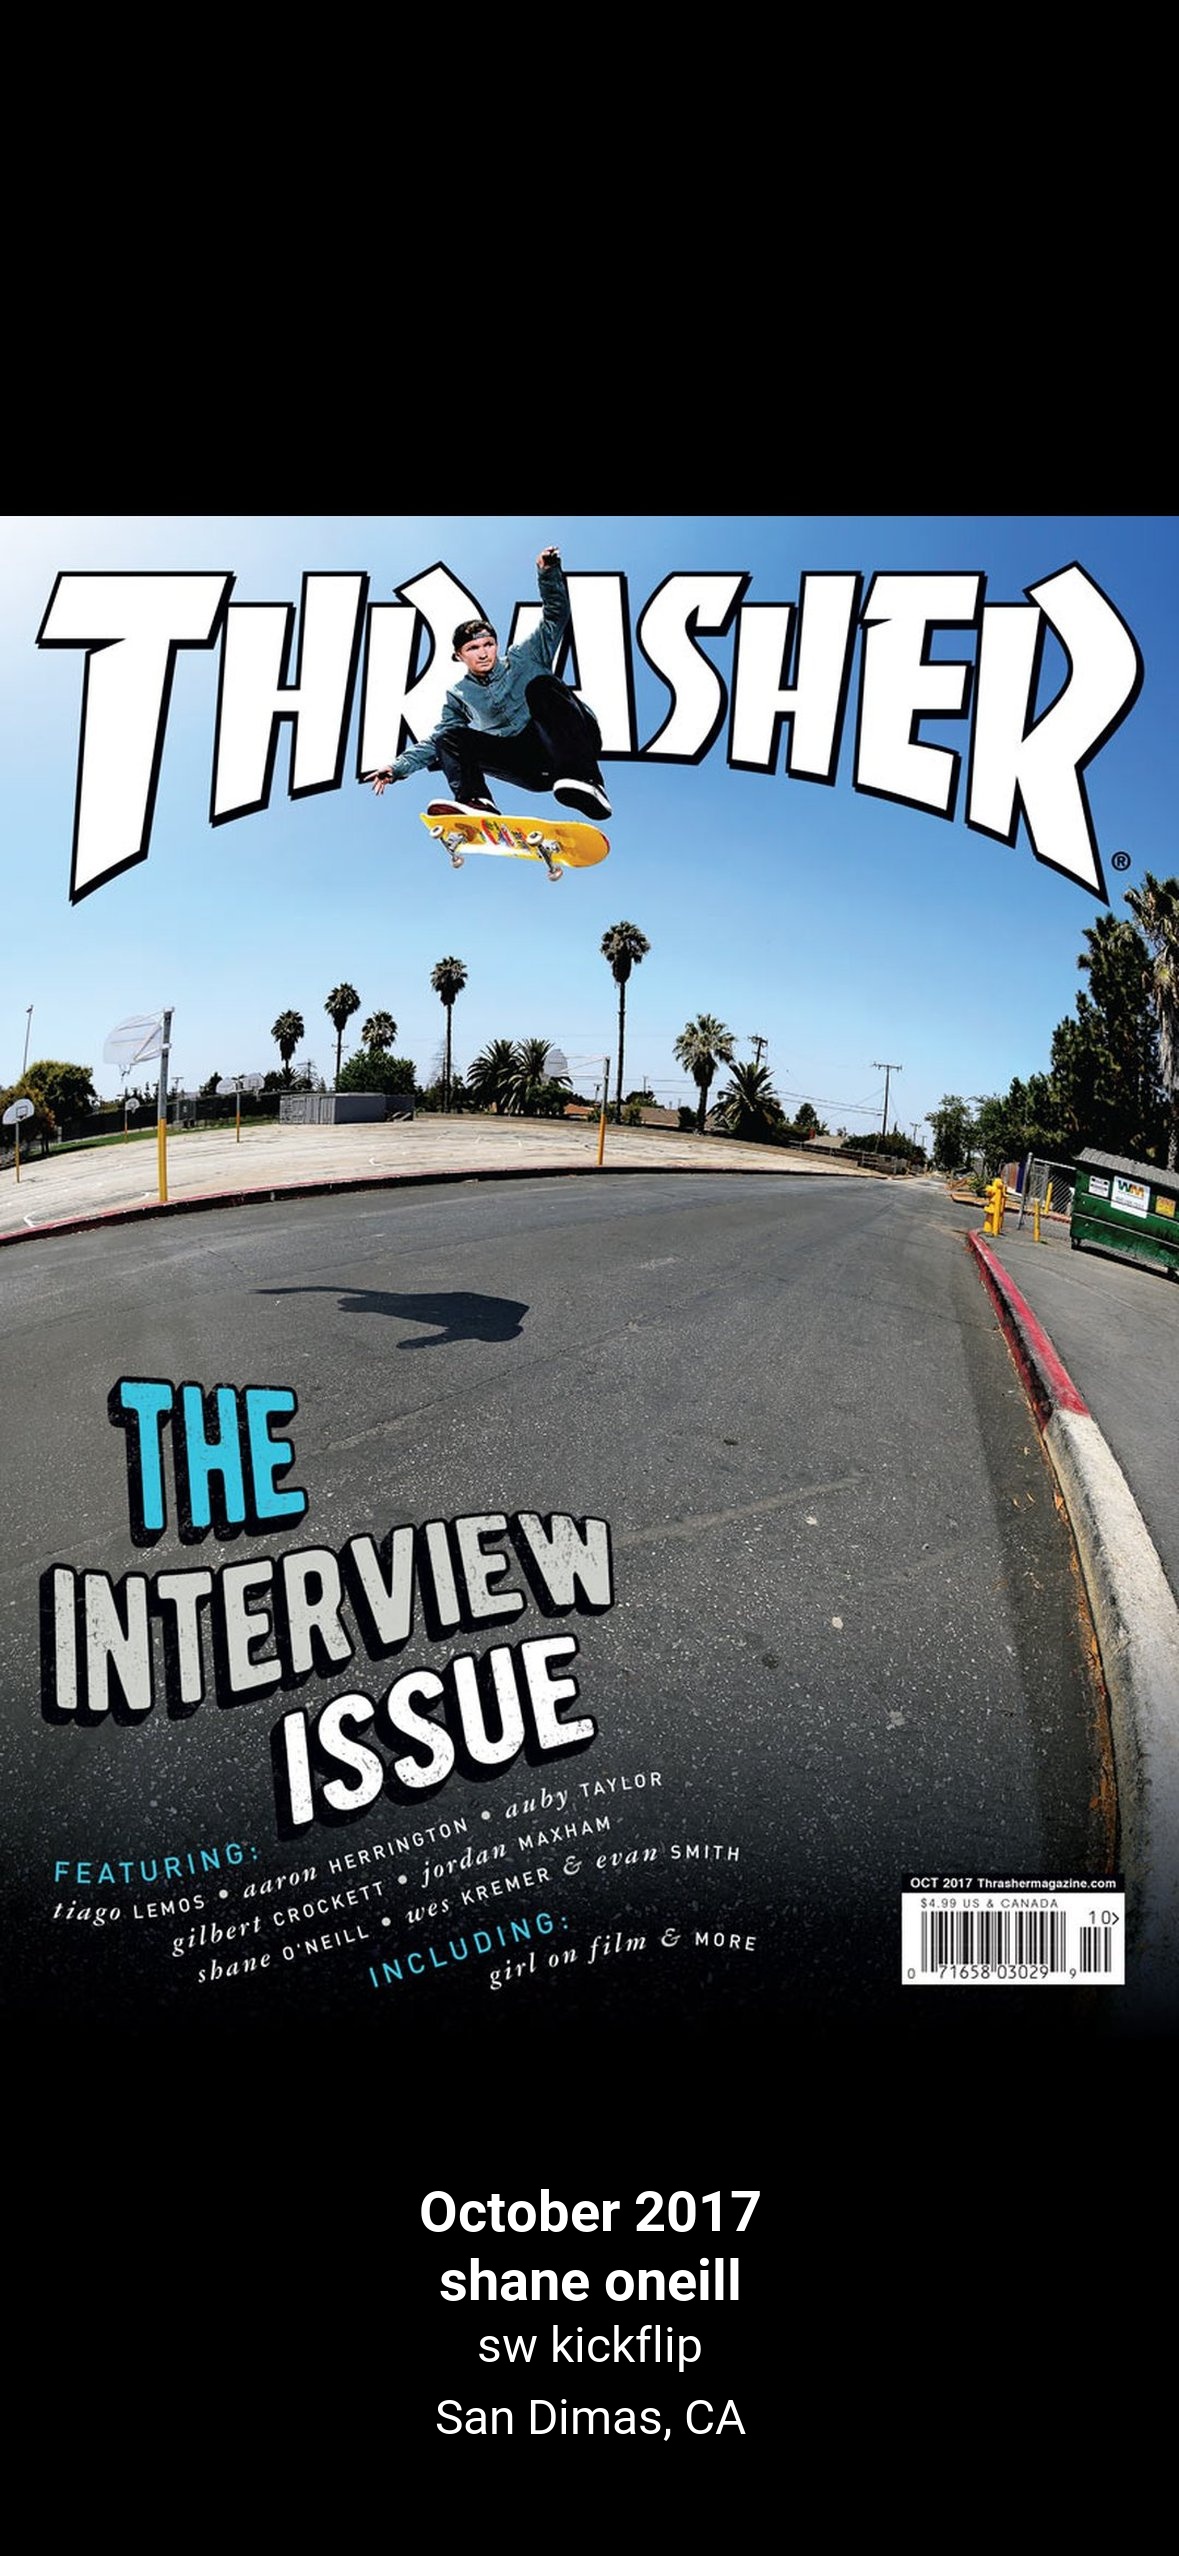 THRASHER®
WM
THE
INTERVIEW
ISSUE
FEATURING:
tiago LEMOS • aaron HERRINGTON • auby TAYLOR
gilbert CROCKETT • jordan MAXHAM
shane O'NEILL • wes KREMER & evan SMITH
INCLUDING:
girl on film & MORE
OCT 2017 Thrashermagazine.com
$4.99 US & CANADA
10>
0 71658 03029 9
October 2017
shane oneill
sw kickflip
San Dimas, CA